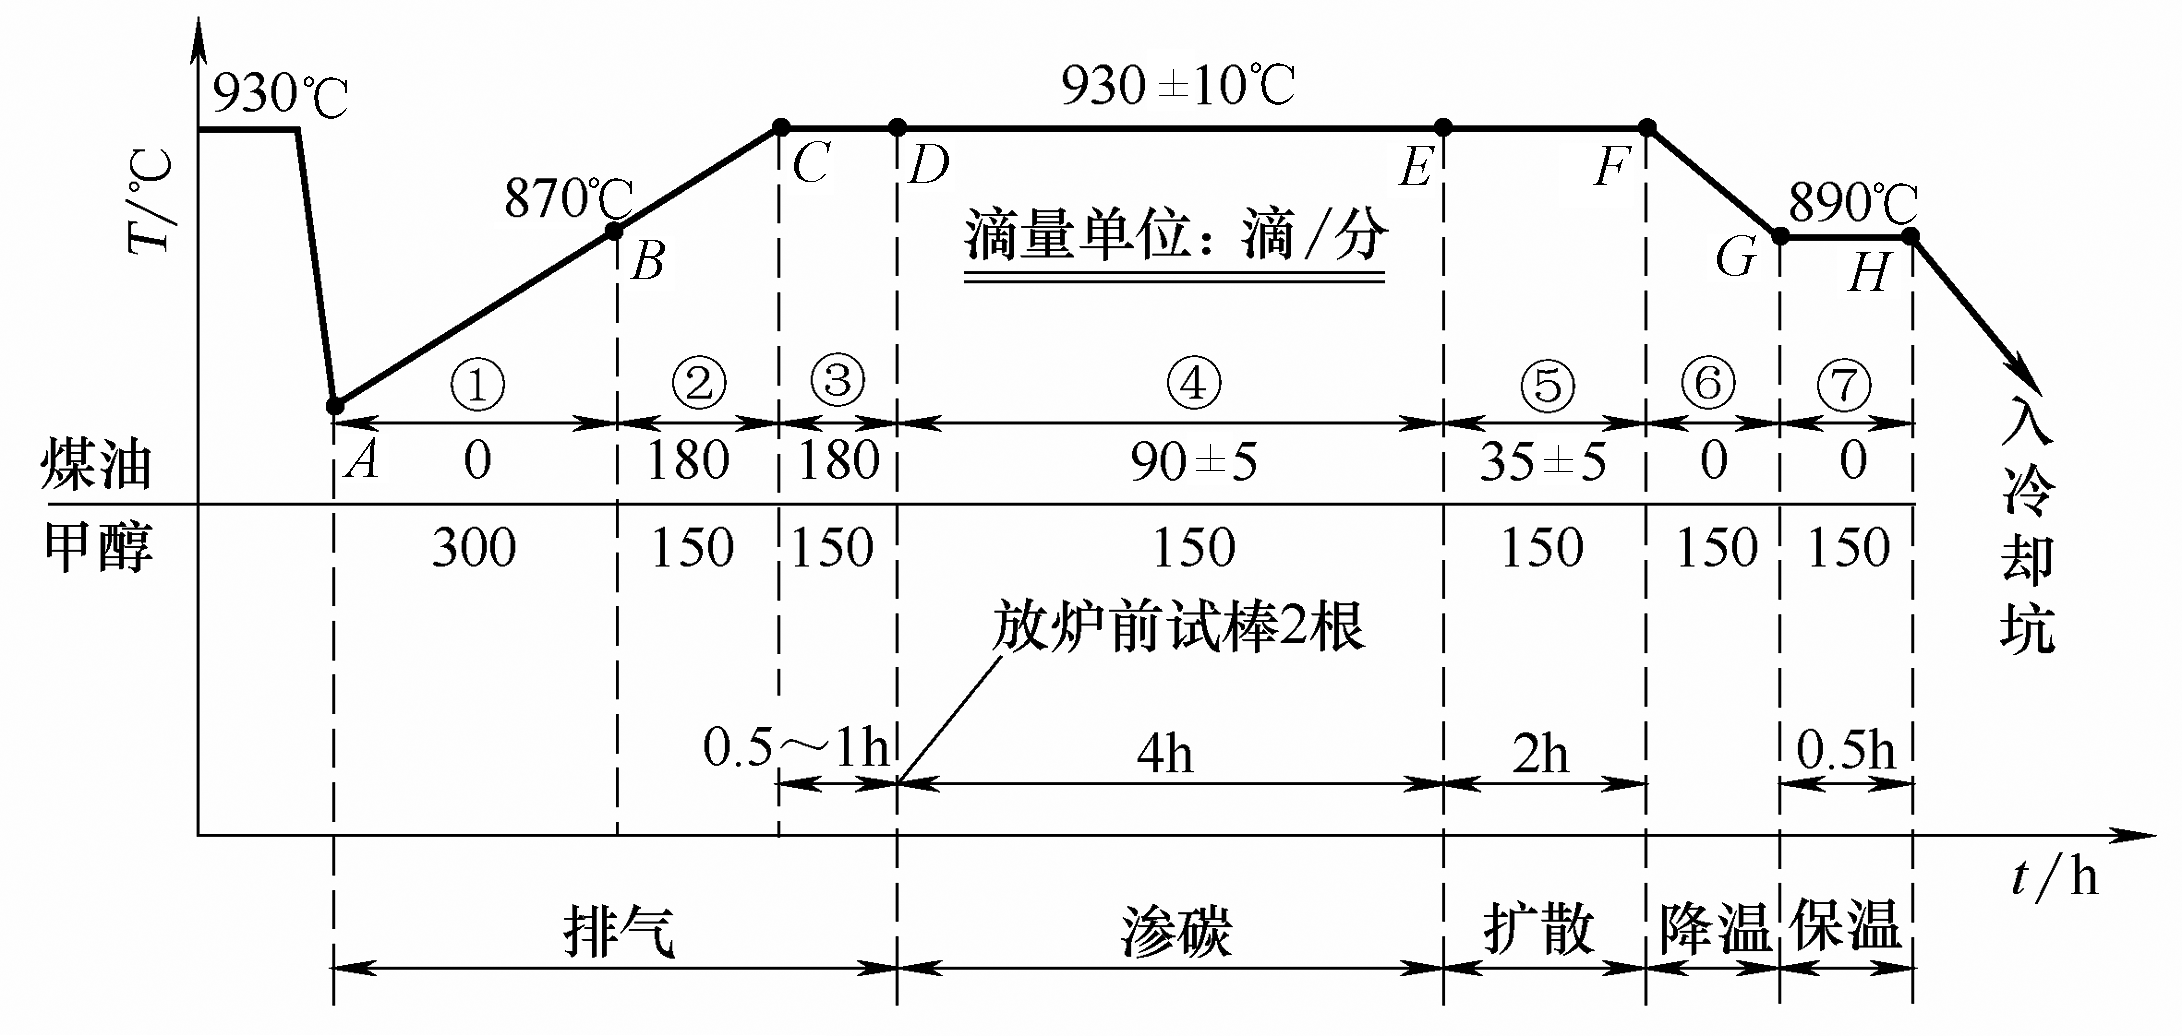 930℃
930±10℃
T/℃
870℃
890℃
A
B
C
D
E
F
G
H
滴量单位：滴/分
① ② ③ ④ ⑤ ⑥ ⑦
煤油 0 180 180 90±5 35±5 0 0
甲醇 300 150 150 150 150 150 150
入冷却坑
放炉前试棒2根
0.5～1h 4h 2h 0.5h
t/h
排气 渗碳 扩散 降温 保温